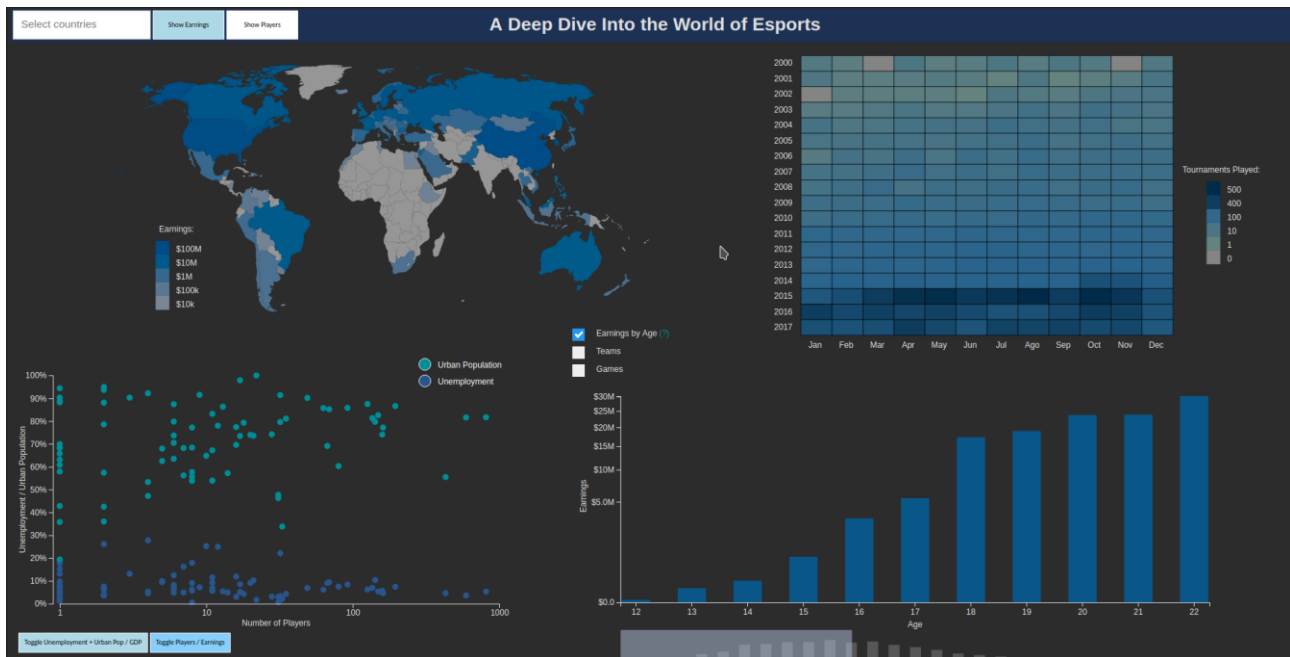 Select countries
Show Earnings
Show Players
A Deep Dive Into the World of Esports
Earnings:
$100M
$10M
$1M
$100k
$10k
2000
2001
2002
2003
2004
2005
2006
2007
2008
2009
2010
2011
2012
2013
2014
2015
2016
2017
Jan Feb Mar Apr May Jun Jul Ago Sep Oct Nov Dec
Tournaments Played:
500
400
100
10
1
0
Earnings by Age (?)
Teams
Games
Urban Population
Unemployment
100%
90%
80%
70%
60%
50%
40%
30%
20%
10%
0%
Unemployment / Urban Population
1 10 100 1000
Number of Players
Toggle Unemployment + Urban Pop / GDP
Toggle Players / Earnings
$30M
$25M
$20M
$15M
$10M
$5.0M
$0.0
Earnings
12 13 14 15 16 17 18 19 20 21 22
Age